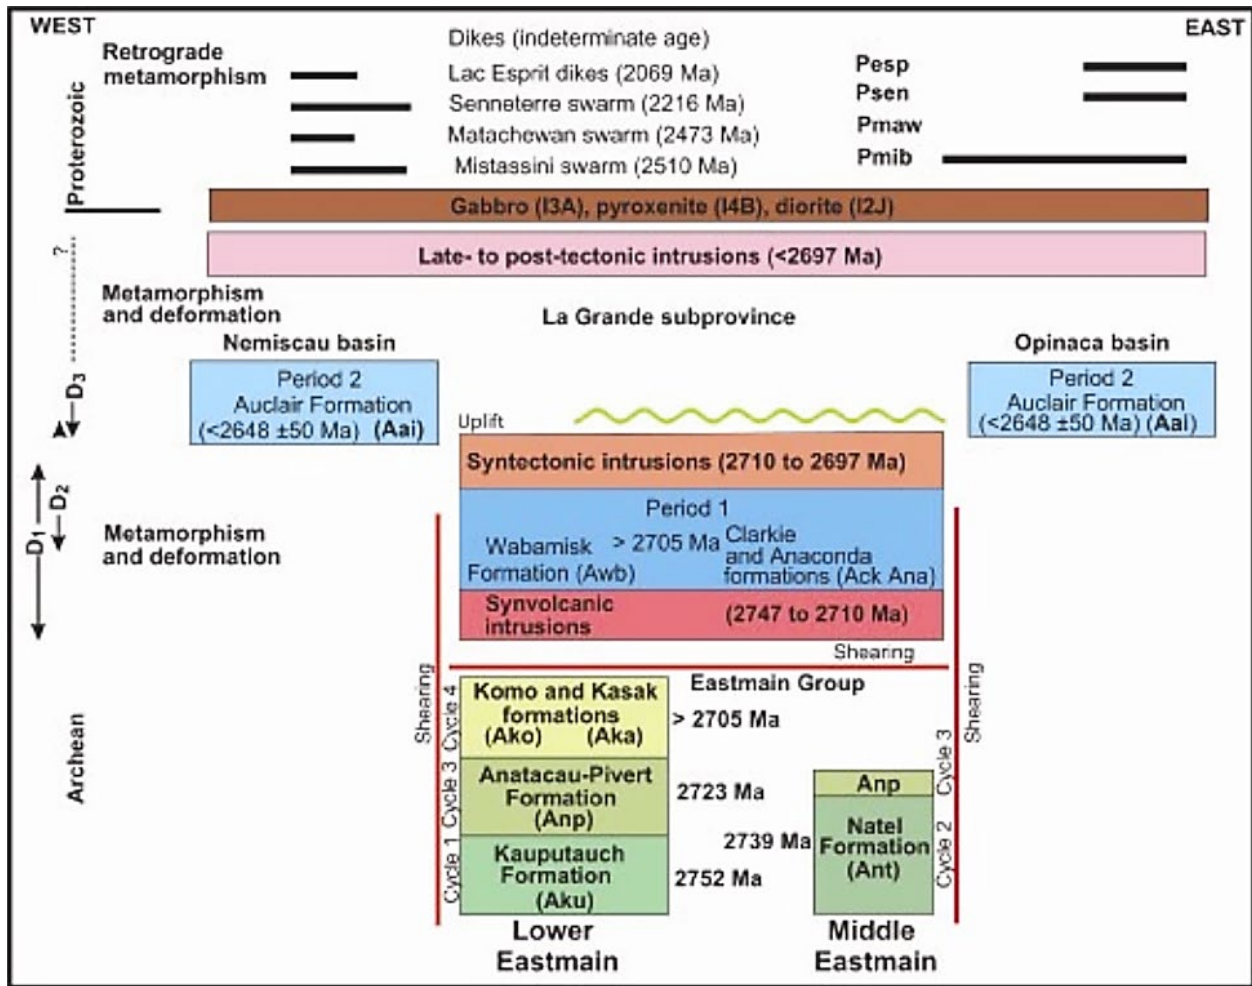 WEST
EAST
Retrograde
metamorphism
Dikes (indeterminate age)
Lac Esprit dikes (2069 Ma)
Senneterre swarm (2216 Ma)
Matachewan swarm (2473 Ma)
Mistassini swarm (2510 Ma)
Pesp
Psen
Pmaw
Pmib
Proterozoic
Gabbro (I3A), pyroxenite (I4B), diorite (I2J)
Late- to post-tectonic intrusions (<2697 Ma)
?
Metamorphism
and deformation
La Grande subprovince
Nemiscau basin
Period 2
Auclair Formation
(<2648 ±50 Ma) (Aai)
Opinaca basin
Period 2
Auclair Formation
(<2648 ±50 Ma) (Aai)
D3
Uplift
Syntectonic intrusions (2710 to 2697 Ma)
D2
D1
Metamorphism
and deformation
Period 1
Wabamisk
Formation (Awb)
> 2705 Ma
Clarkie
and Anaconda
formations (Ack Ana)
Synvolcanic
intrusions
(2747 to 2710 Ma)
Shearing
Shearing
Shearing
Archean
Eastmain Group
Cycle 4
Komo and Kasak
formations
(Ako) (Aka)
> 2705 Ma
Cycle 3
Anatacau-Pivert
Formation
(Anp)
2723 Ma
Cycle 1
Kauputauch
Formation
(Aku)
2752 Ma
Anp
Cycle 3
2739 Ma
Natel
Formation
(Ant)
Cycle 2
Lower
Eastmain
Middle
Eastmain